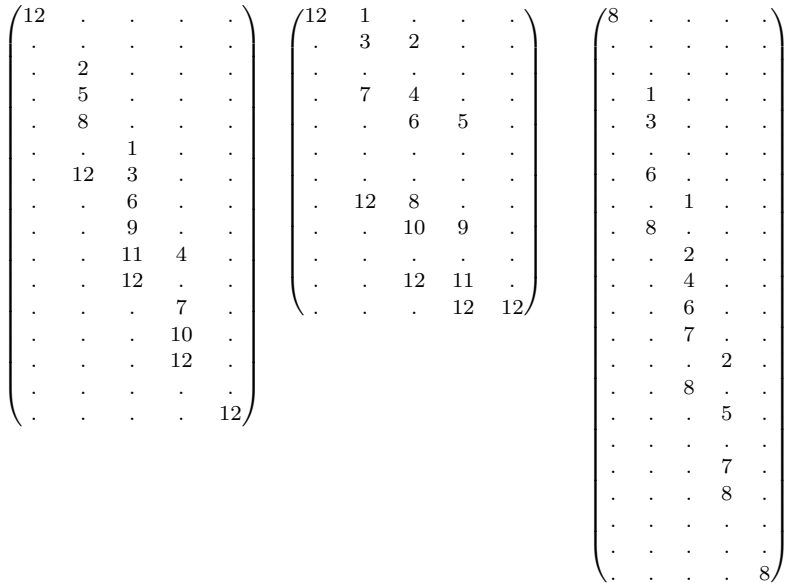 12 . . . .
. . . . .
. 2 . . .
. 5 . . .
. 8 . . .
. . 1 . .
. 12 3 . .
. . 6 . .
. . 9 . .
. . 11 4 .
. . 12 . .
. . . 7 .
. . . 10 .
. . . 12 .
. . . . .
. . . . 12
12 1 . . .
. 3 2 . .
. . . . .
. 7 4 . .
. . 6 5 .
. . . . .
. . . . .
. 12 8 . .
. . 10 9 .
. . . . .
. . 12 11 .
. . . 12 12
8 . . . .
. . . . .
. . . . .
. 1 . . .
. 3 . . .
. . . . .
. 6 . . .
. . 1 . .
. 8 . . .
. . 2 . .
. . 4 . .
. . 6 . .
. . 7 . .
. . . 2 .
. . 8 . .
. . . 5 .
. . . . .
. . . 7 .
. . . 8 .
. . . . .
. . . . .
. . . . 8